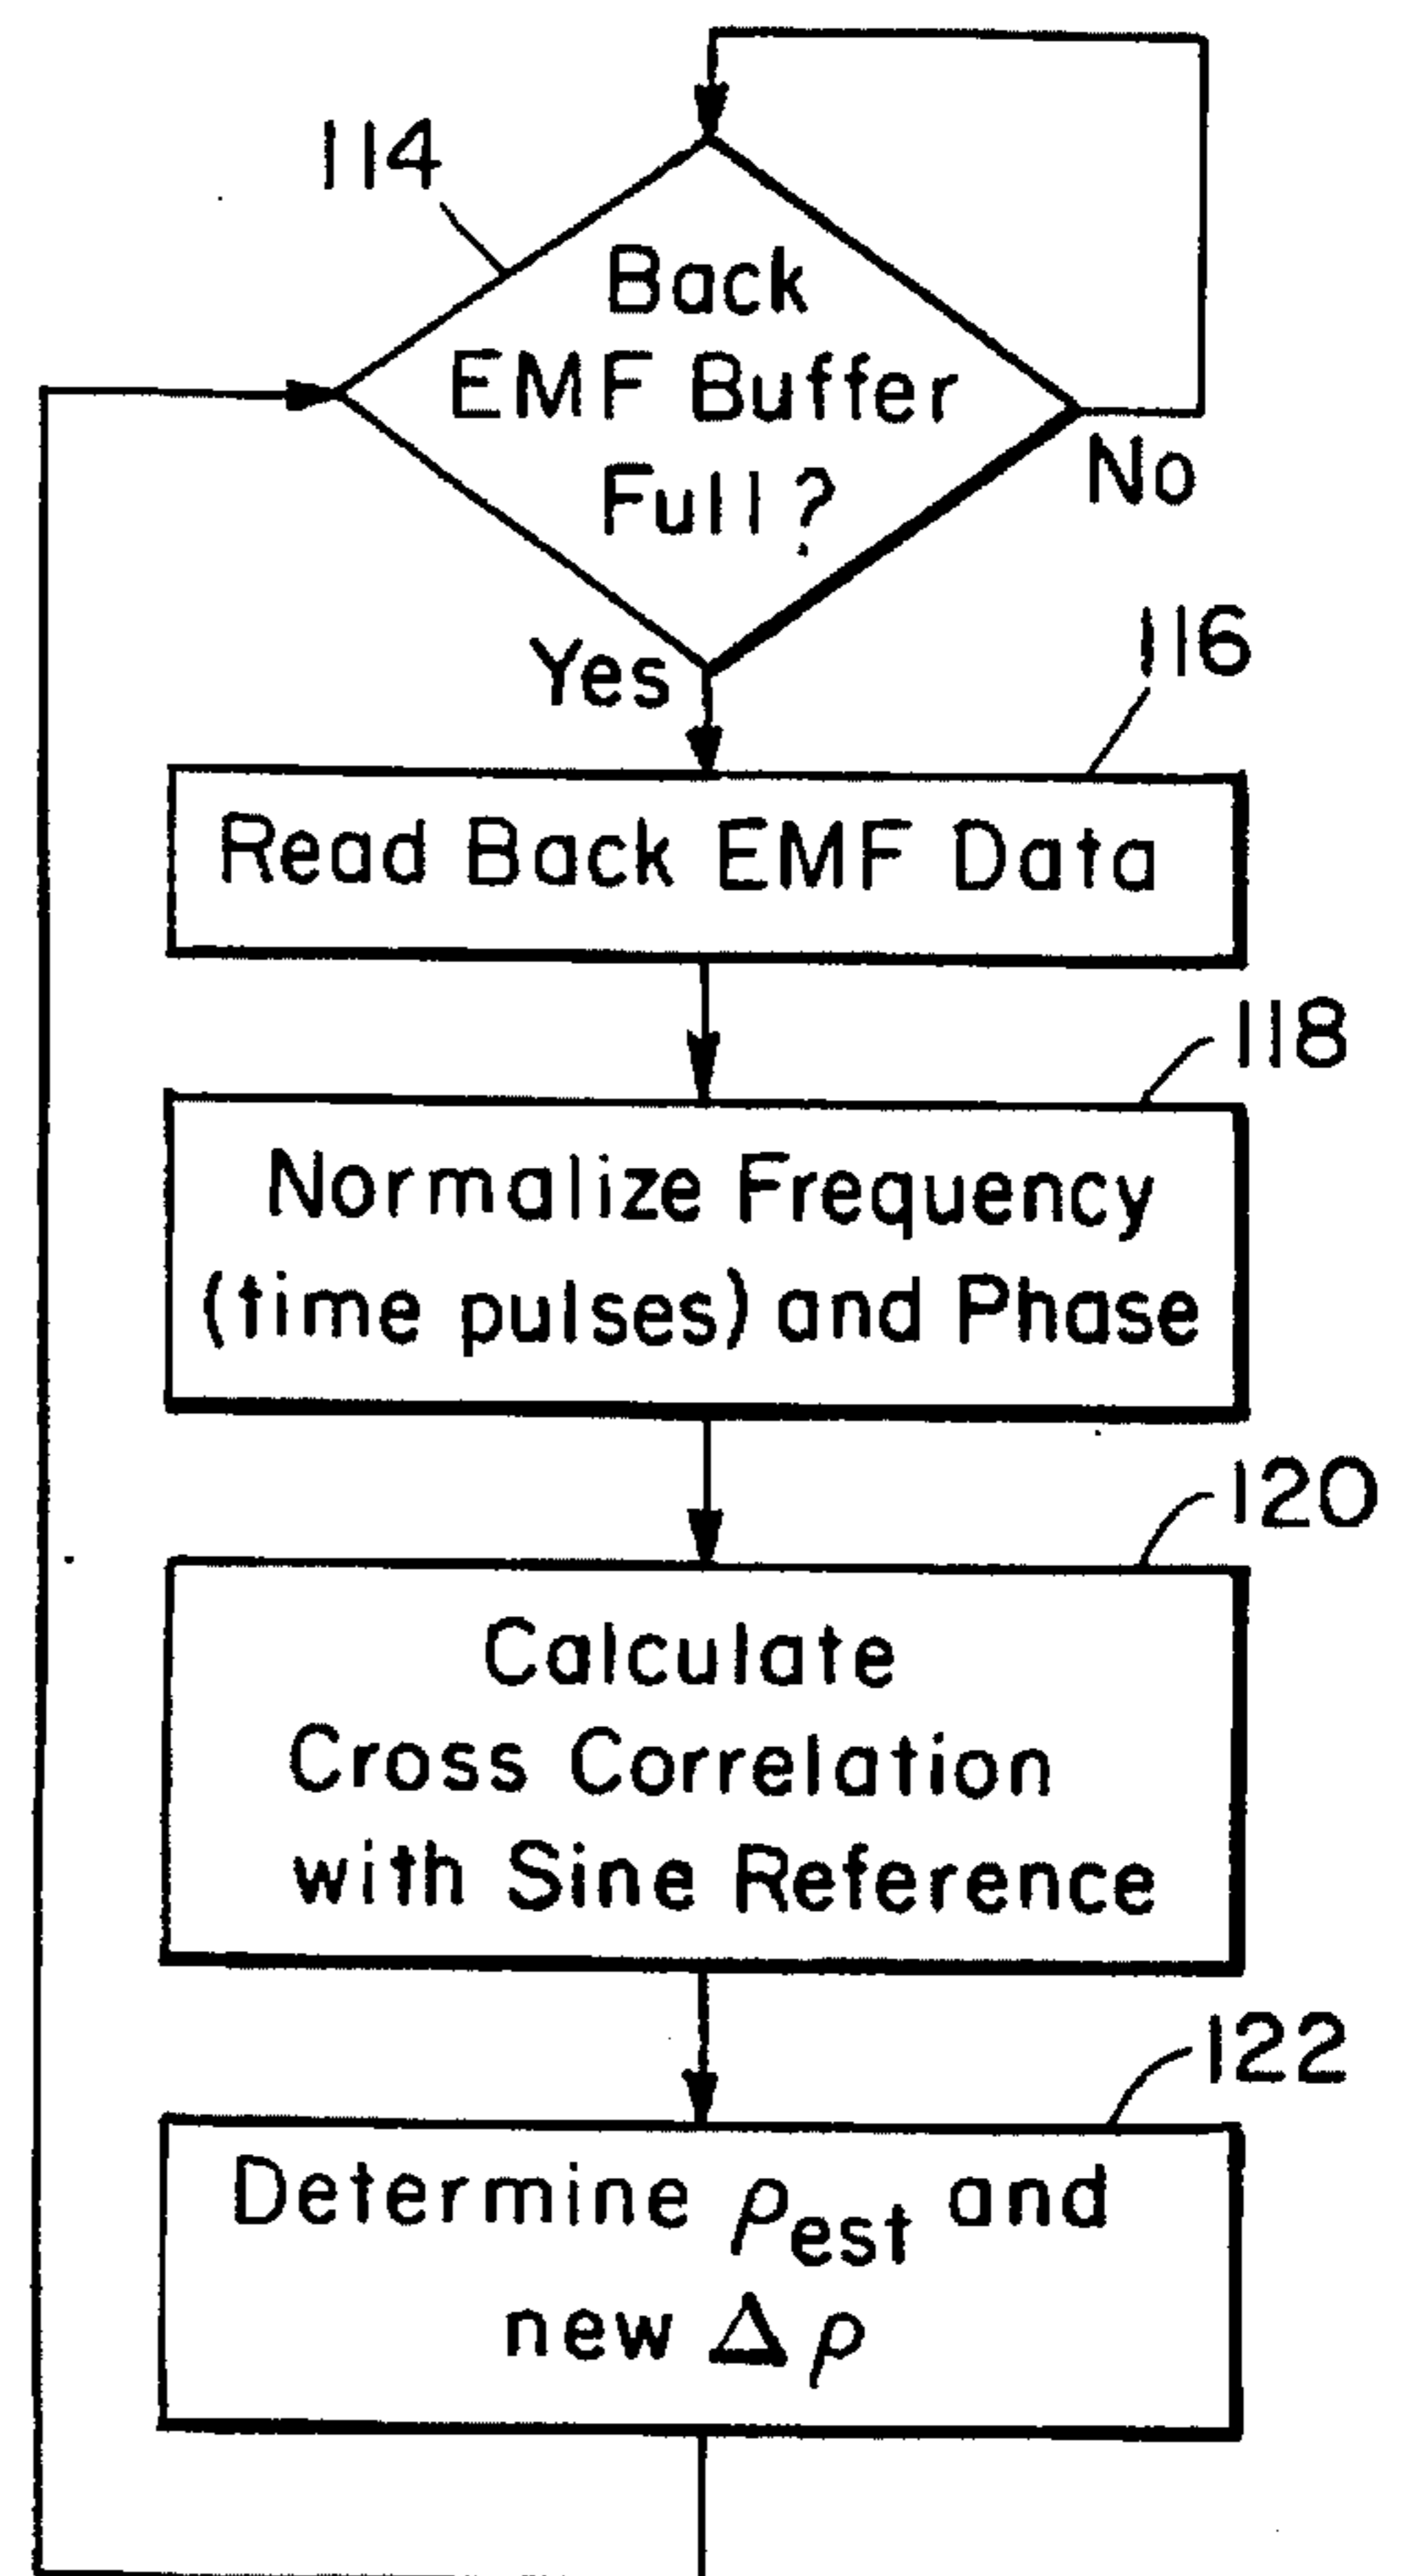 114
Back
EMF Buffer
Full?
No
Yes
116
Read Back EMF Data
118
Normalize Frequency
(time pulses) and Phase
120
Calculate
Cross Correlation
with Sine Reference
122
Determine ρest and
new Δρ